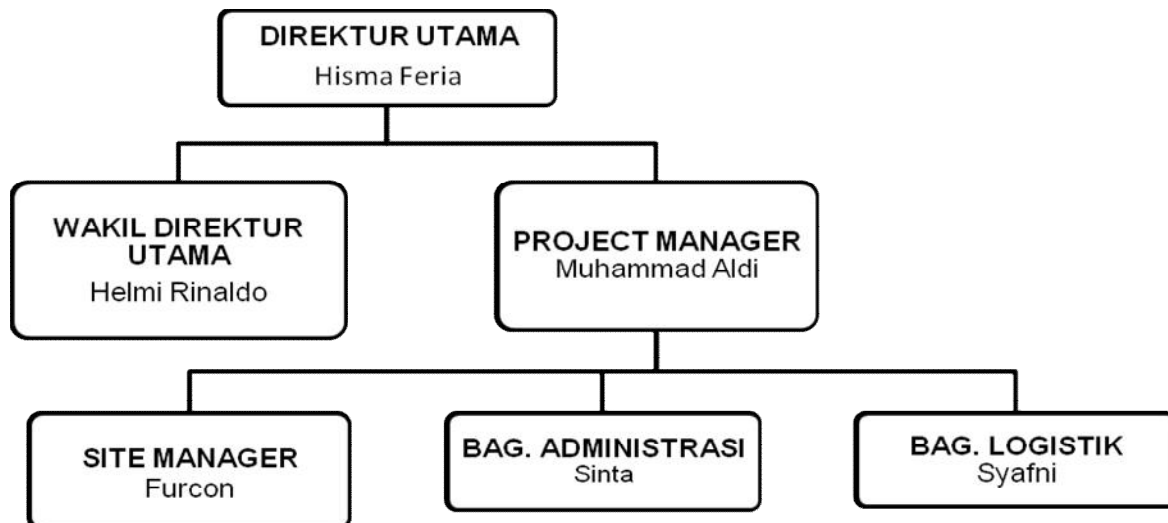 DIREKTUR UTAMA
Hisma Feria
WAKIL DIREKTUR
UTAMA
Helmi Rinaldo
PROJECT MANAGER
Muhammad Aldi
SITE MANAGER
Furcon
BAG. ADMINISTRASI
Sinta
BAG. LOGISTIK
Syafni